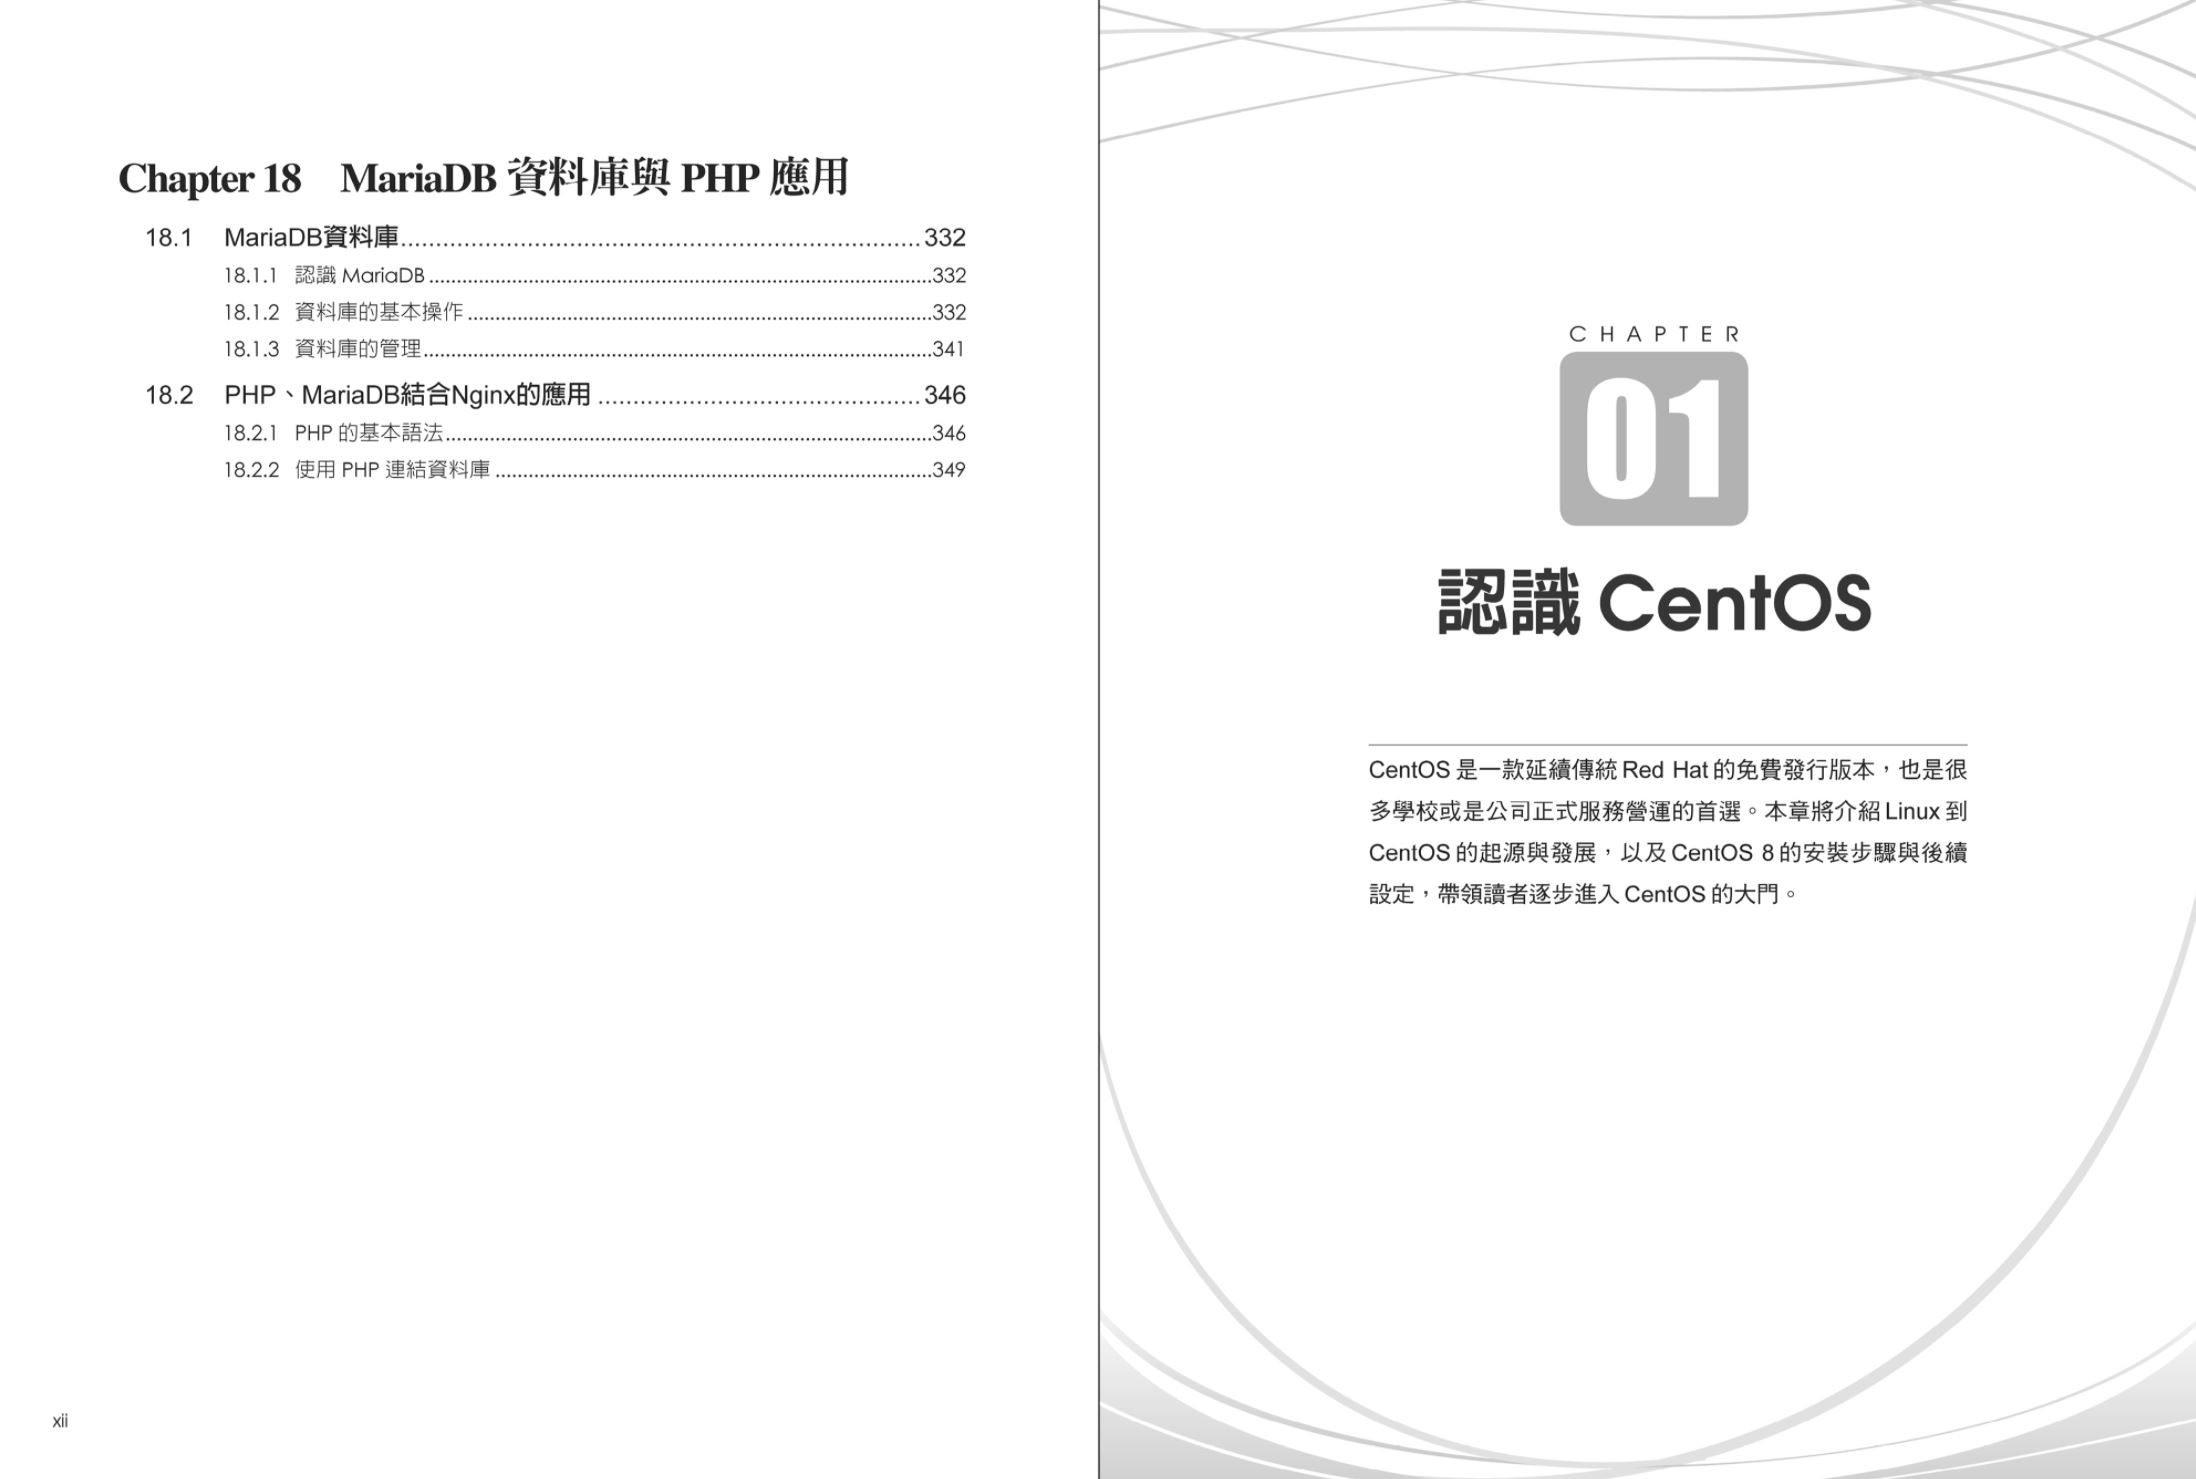 Chapter 18 MariaDB 資料庫與 PHP 應用
18.1 MariaDB資料庫..........................................................................332
18.1.1 認識 MariaDB............................................................................................332
18.1.2 資料庫的基本操作.....................................................................................332
18.1.3 資料庫的管理.............................................................................................341
18.2 PHP、MariaDB結合Nginx的應用..............................................346
18.2.1 PHP 的基本語法.........................................................................................346
18.2.2 使用 PHP 連結資料庫................................................................................349
xii
CHAPTER
01
認識 CentOS
CentOS 是一款延續傳統 Red Hat 的免費發行版本，也是很
多學校或是公司正式服務營運的首選。本章將介紹 Linux 到
CentOS 的起源與發展，以及 CentOS 8 的安裝步驟與後續
設定，帶領讀者逐步進入 CentOS 的大門。